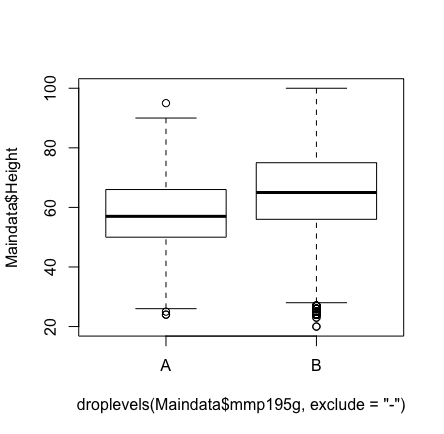 Maindata$Height
100
80
60
40
20
A B
droplevels(Maindata$mmp195g, exclude = "-")